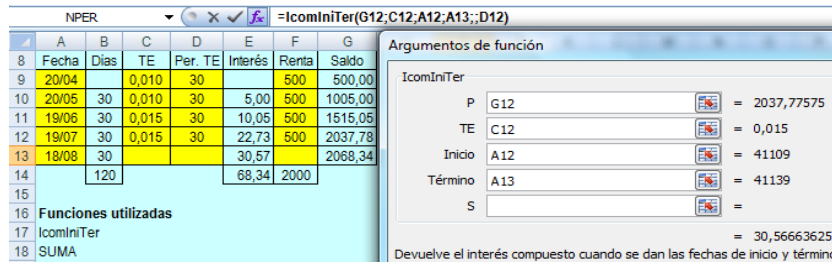 NPER =IcomIniTer(G12;C12;A12;A13;;D12)
A B C D E F G
8 Fecha Días TE Per. TE Interés Renta Saldo
9 20/04 0,010 30 500 500,00
10 20/05 30 0,010 30 5,00 500 1005,00
11 19/06 30 0,015 30 10,05 500 1515,05
12 19/07 30 0,015 30 22,73 500 2037,78
13 18/08 30 30,57 2068,34
14 120 68,34 2000
15
16 Funciones utilizadas
17 IcomIniTer
18 SUMA
Argumentos de función
IcomIniTer
P G12 = 2037,77575
TE C12 = 0,015
Inicio A12 = 41109
Término A13 = 41139
S =
= 30,56663625
Devuelve el interés compuesto cuando se dan las fechas de inicio y término